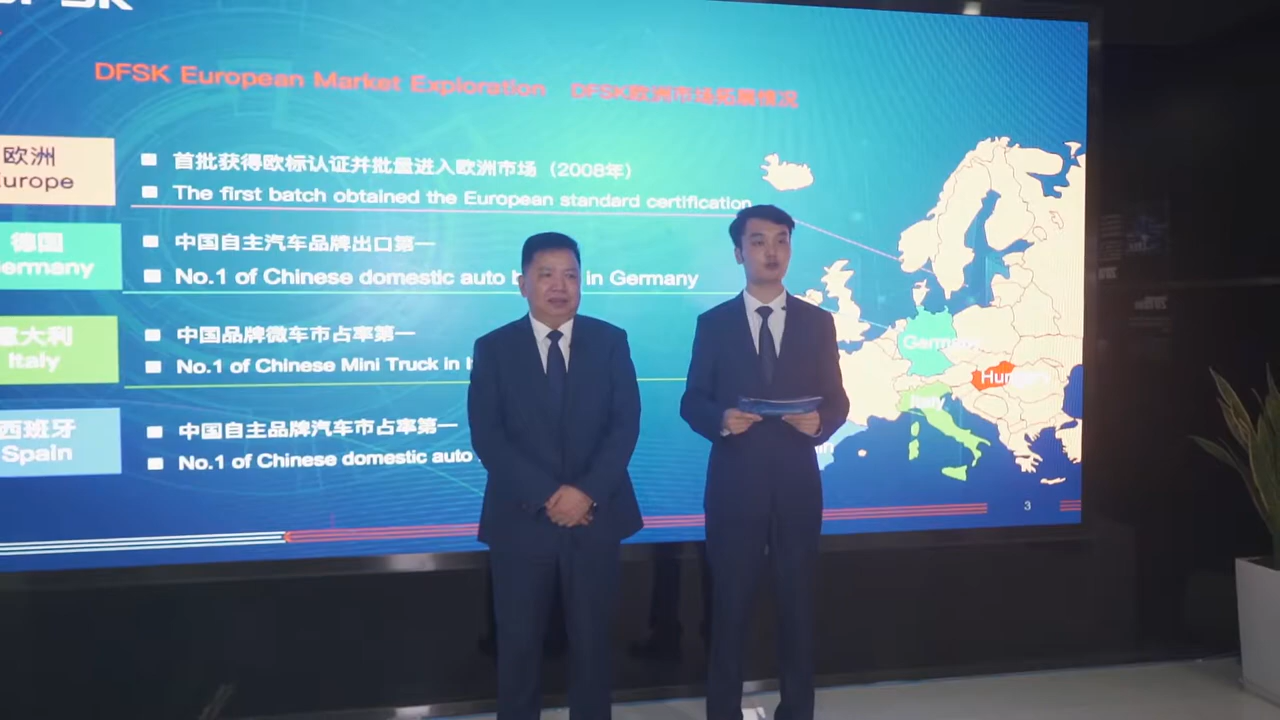 DFSK
DFSK European Market Exploration DFSK欧洲市场拓展情况
欧洲
Europe
首批获得欧标认证并批量进入欧洲市场（2008年）
The first batch obtained the European standard certification
德国
Germany
中国自主汽车品牌出口第一
No.1 of Chinese domestic auto in Germany
意大利
Italy
中国品牌微车市占率第一
No.1 of Chinese Mini Truck in
西班牙
Spain
中国自主品牌汽车市占率第一
No.1 of Chinese domestic auto
Germany
Hungary
Italy
3